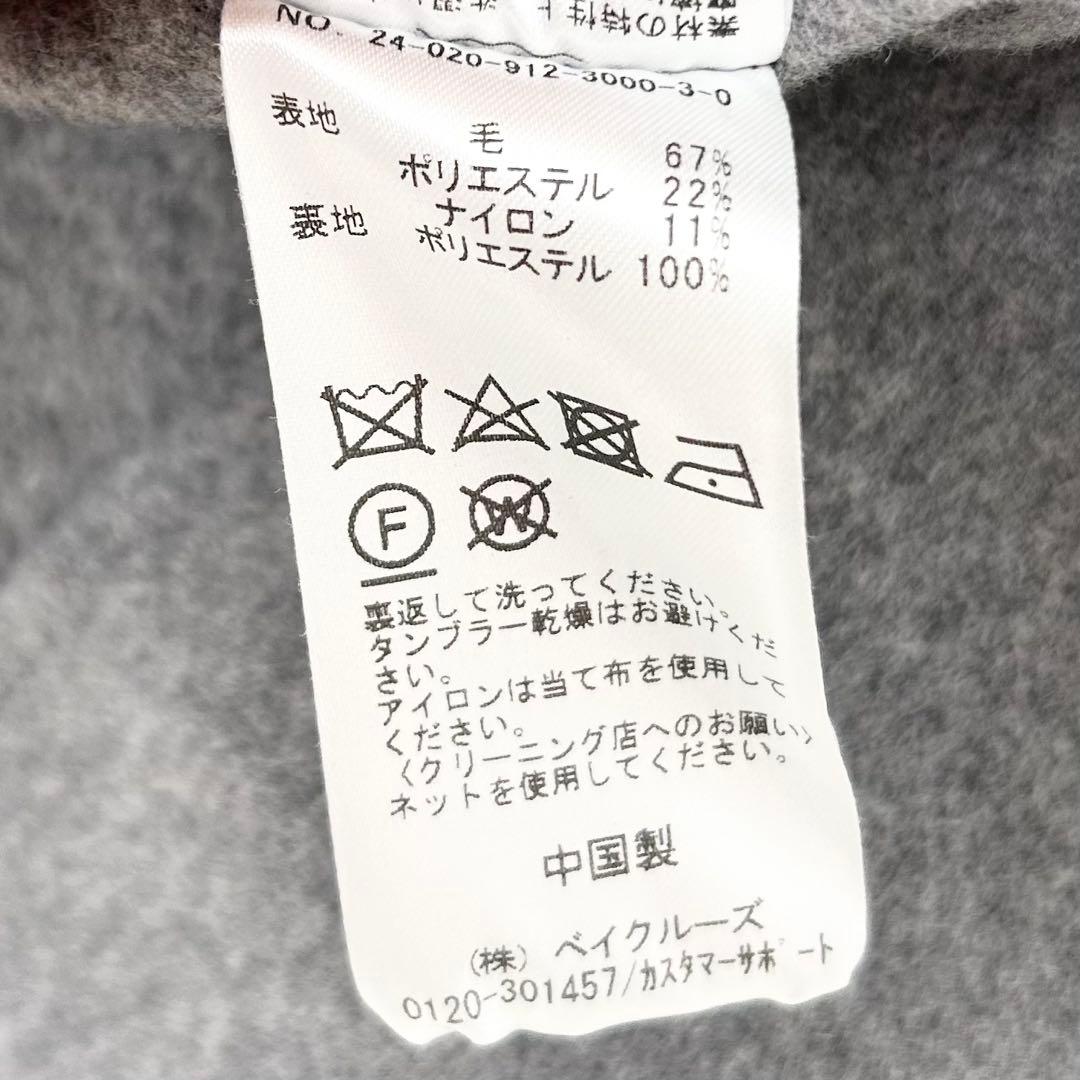 素材の特性上
NO. 24-020-912-3000-3-0
表地 毛 67%
ポリエステル 22%
ナイロン 11%
裏地 ポリエステル 100%
F
W
裏返して洗ってください。
タンブラー乾燥はお避けくだ
さい。
アイロンは当て布を使用して
ください。
〈クリーニング店へのお願い〉
ネットを使用してください。
中国製
(株) ベイクルーズ
0120-301457/カスタマーサポート